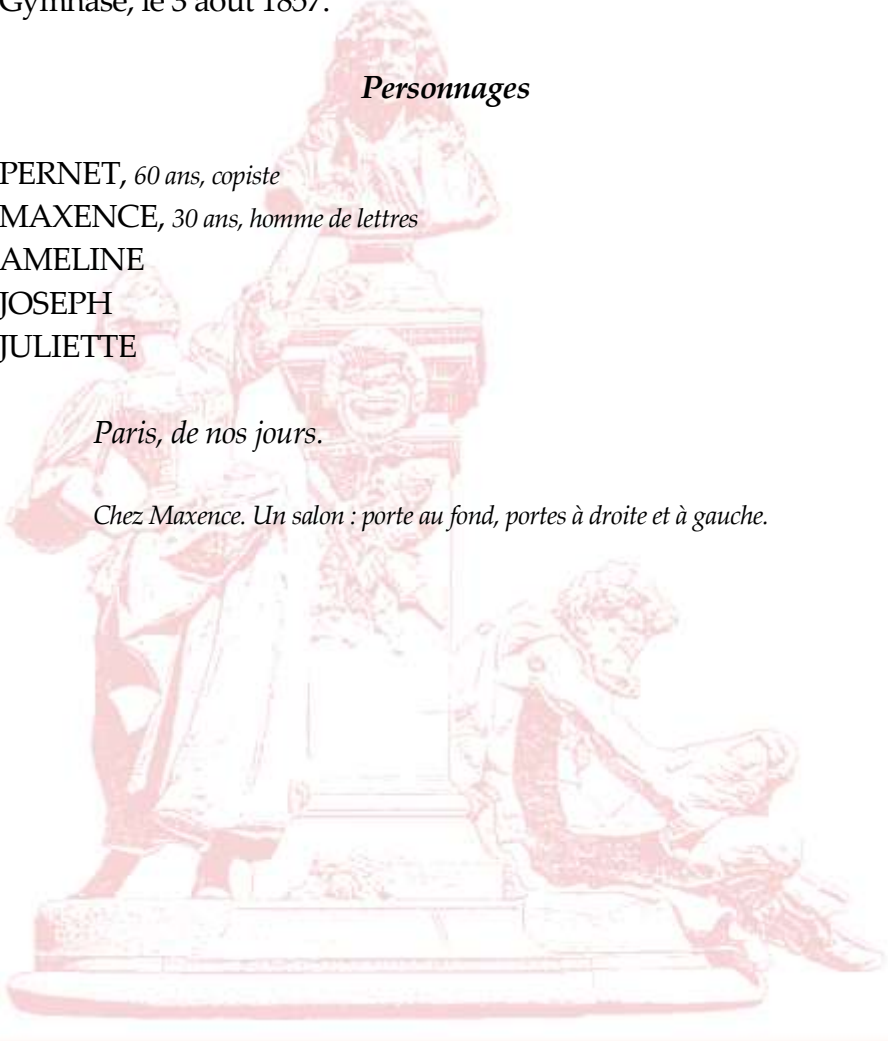 Gymnase, le 3 août 1857.
Personnages
PERNET, 60 ans, copiste
MAXENCE, 30 ans, homme de lettres
AMELINE
JOSEPH
JULIETTE
Paris, de nos jours.
Chez Maxence. Un salon : porte au fond, portes à droite et à gauche.